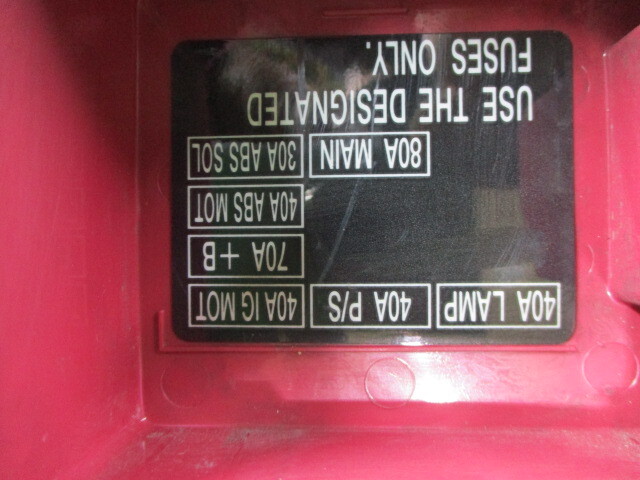 40A LAMP
40A P/S
40A IG MOT
70A + B
40A ABS MOT
80A MAIN
30A ABS SOL
USE THE DESIGNATED
FUSES ONLY.